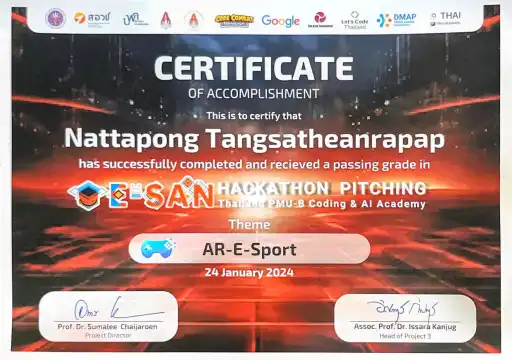 สอวช
CODE COMBAT
Google
Let's Code
Thailand
DMAP
THAI
CERTIFICATE
OF ACCOMPLISHMENT
This is to certify that
Nattapong Tangsatheanrapap
has successfully completed and recieved a passing grade in
E-SAN HACKATHON PITCHING
Thailand PMU-B Coding & AI Academy
Theme
AR-E-Sport
24 January 2024
Prof. Dr. Sumalee Chaijaroen
Project Director
Assoc. Prof. Dr. Issara Kanjug
Head of Project 3